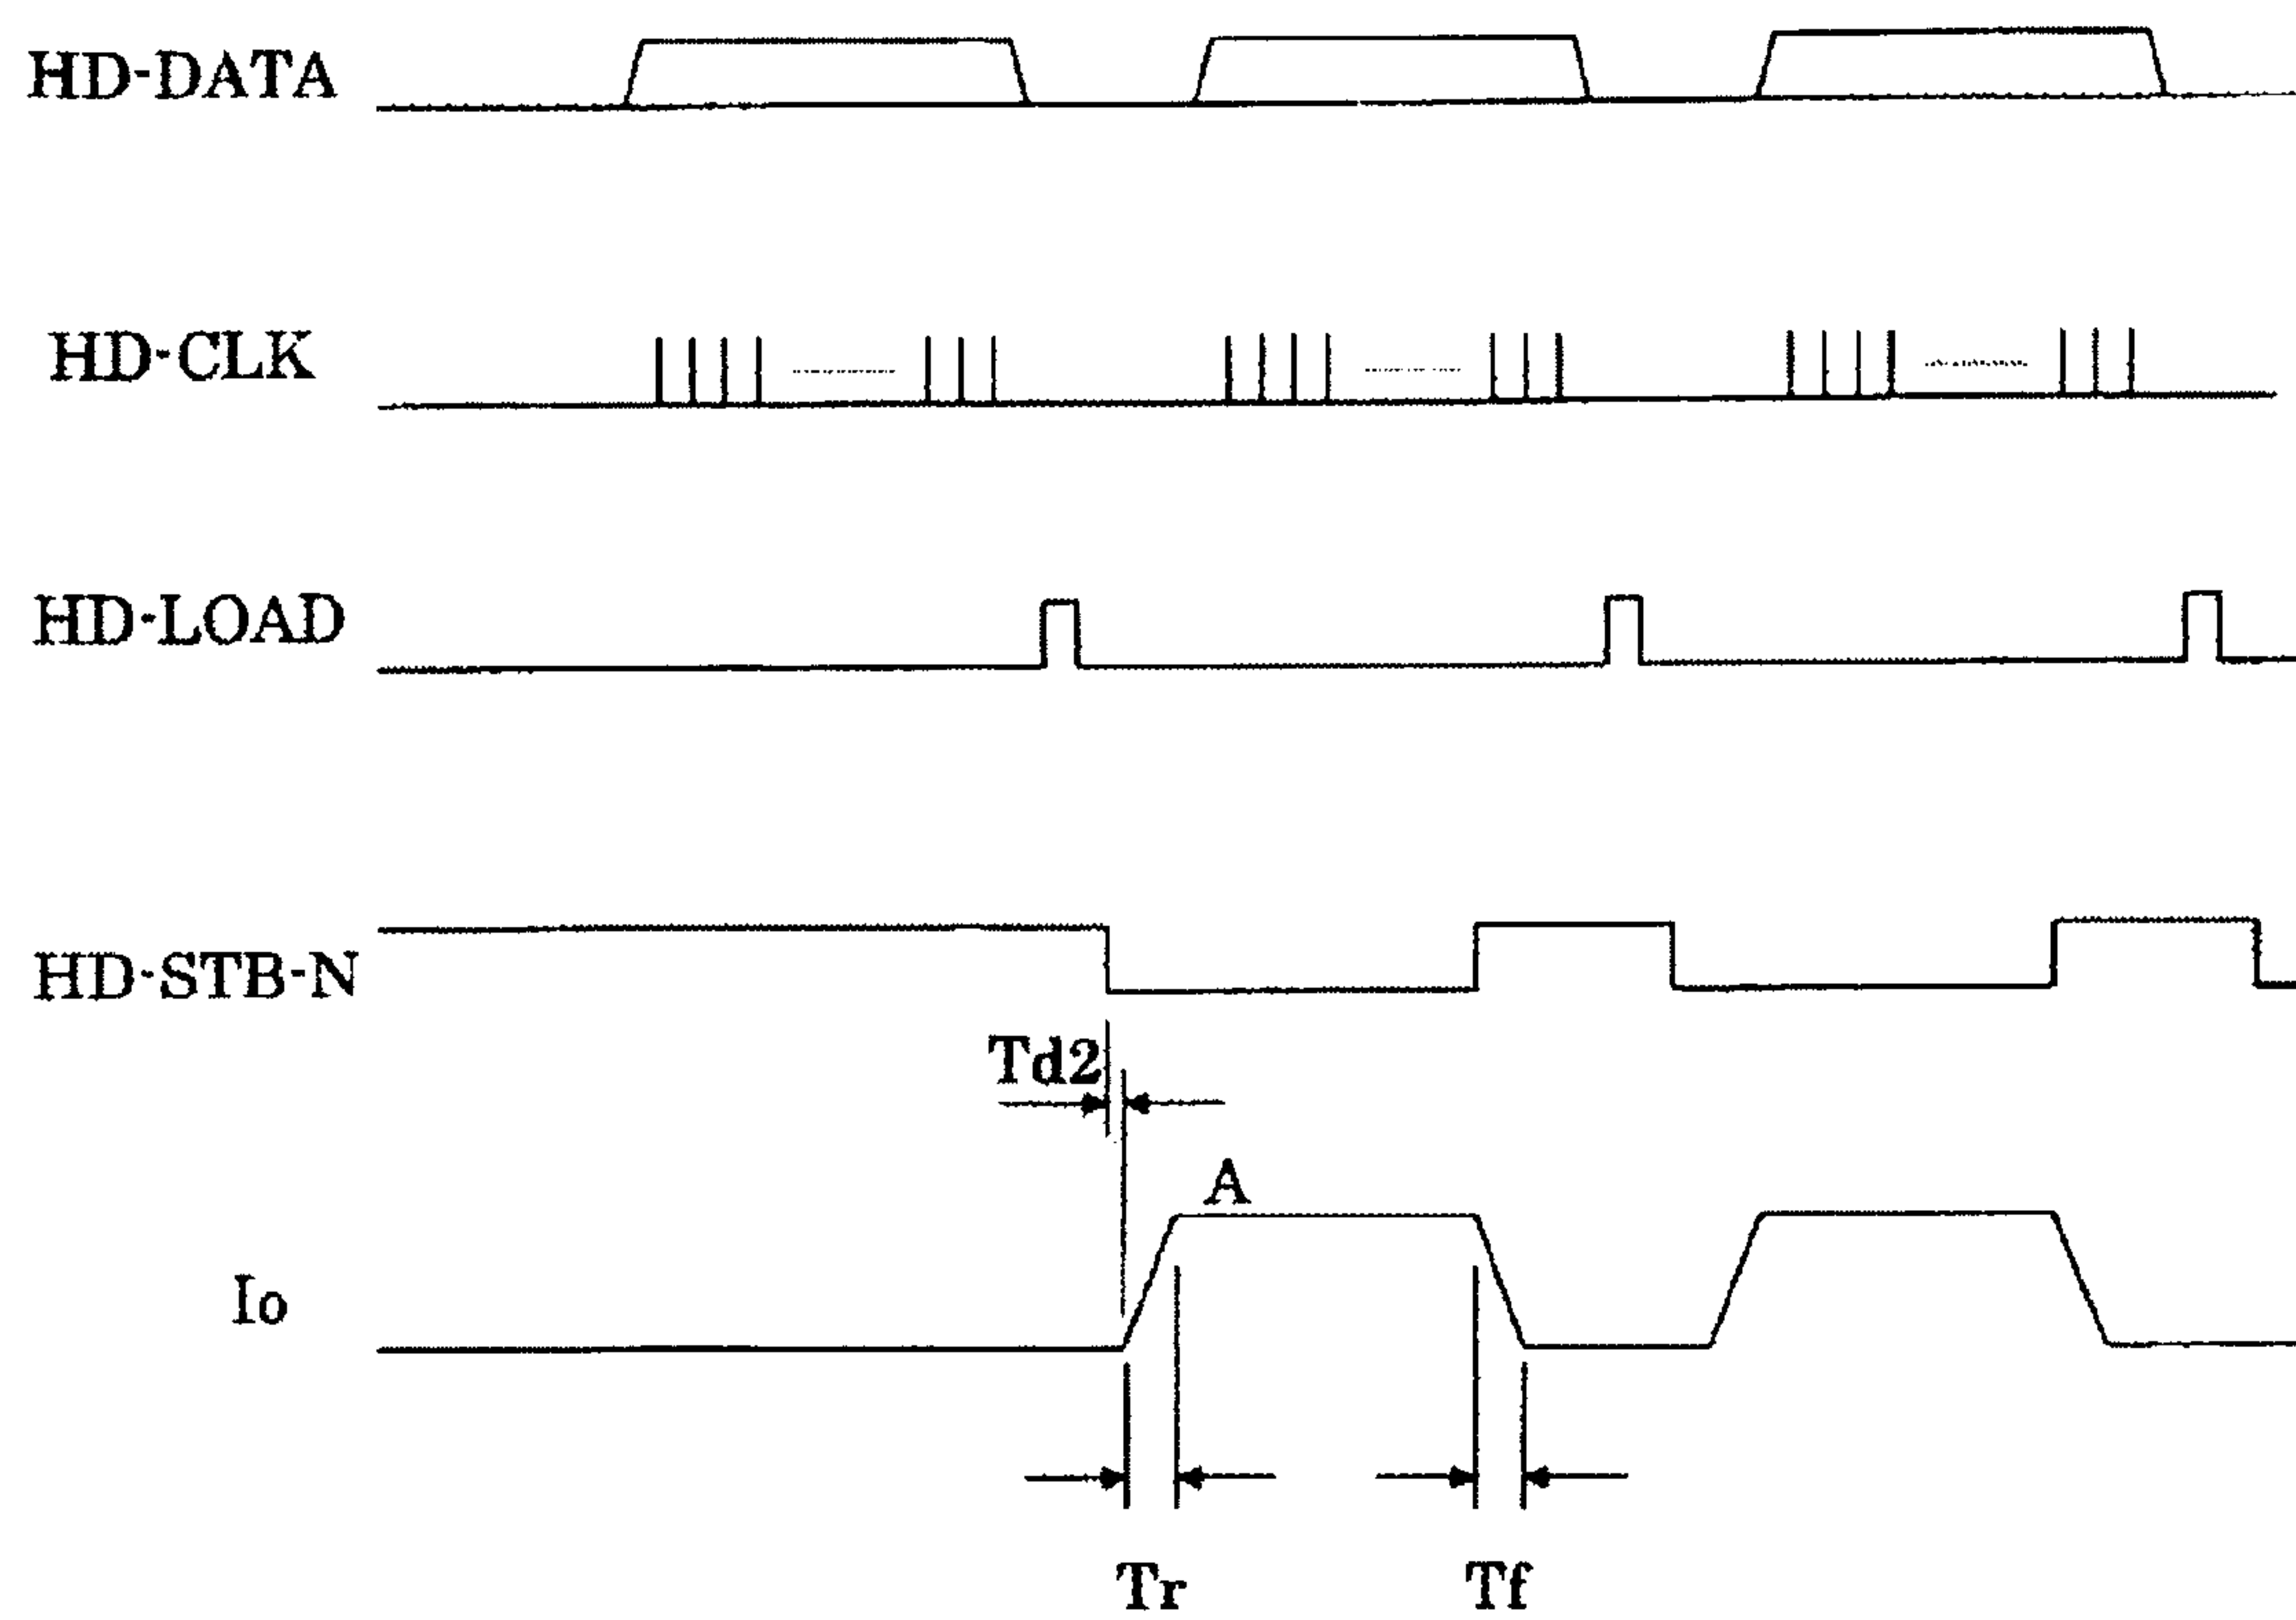 HD-DATA
HD-CLK
HD-LOAD
HD-STB-N
Td2
A
Io
Tr
Tf